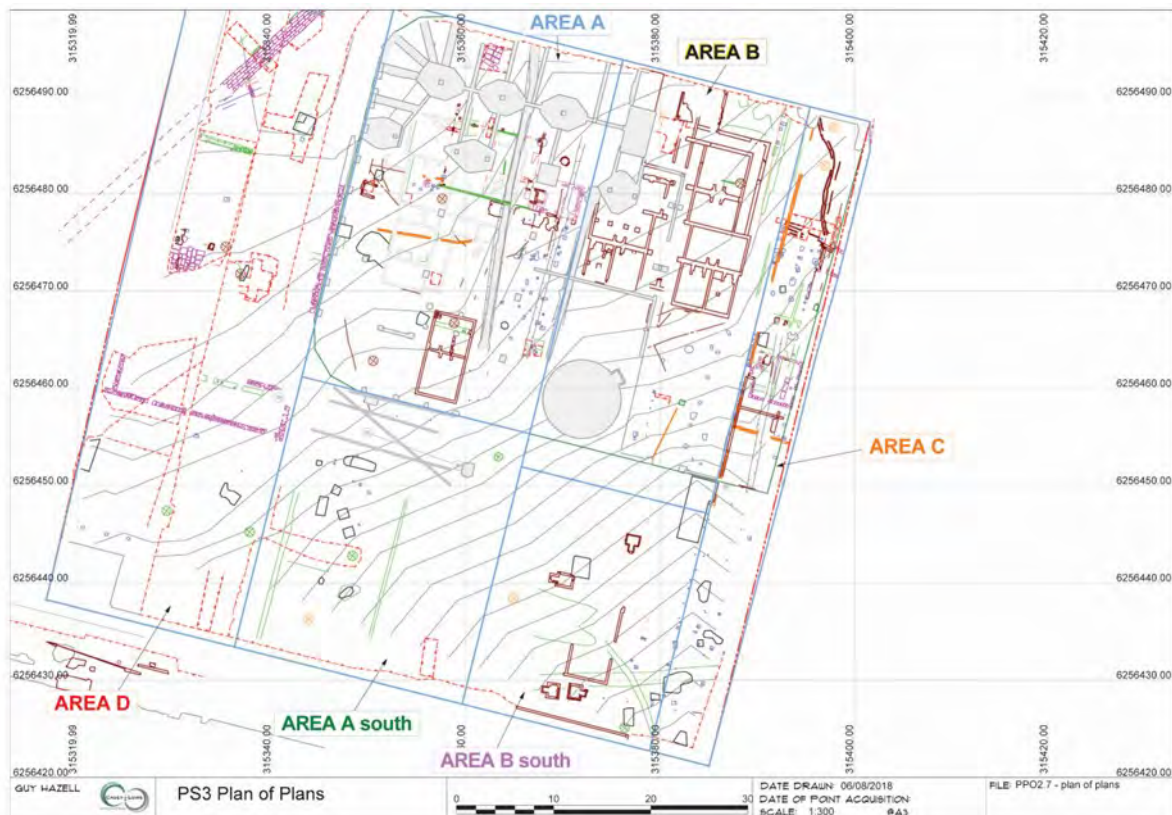 315319.99
315340.00
315360.00
315380.00
315400.00
315420.00
AREA A
AREA B
6256490.00
6256490.00
6256480.00
6256480.00
6256470.00
6256470.00
6256460.00
6256460.00
AREA C
6256450.00
6256450.00
6256440.00
6256440.00
6256430.00
6256430.00
AREA D
AREA A south
AREA B south
315319.99
315340.00
315380.00
315400.00
315420.00
6256420.00
6256420.00
GUY HAZELL
PS3 Plan of Plans
0 10 20 30
DATE DRAWN: 06/08/2018
DATE OF POINT ACQUISITION
SCALE: 1:300 @A3
FILE: PPO2.7 - plan of plans